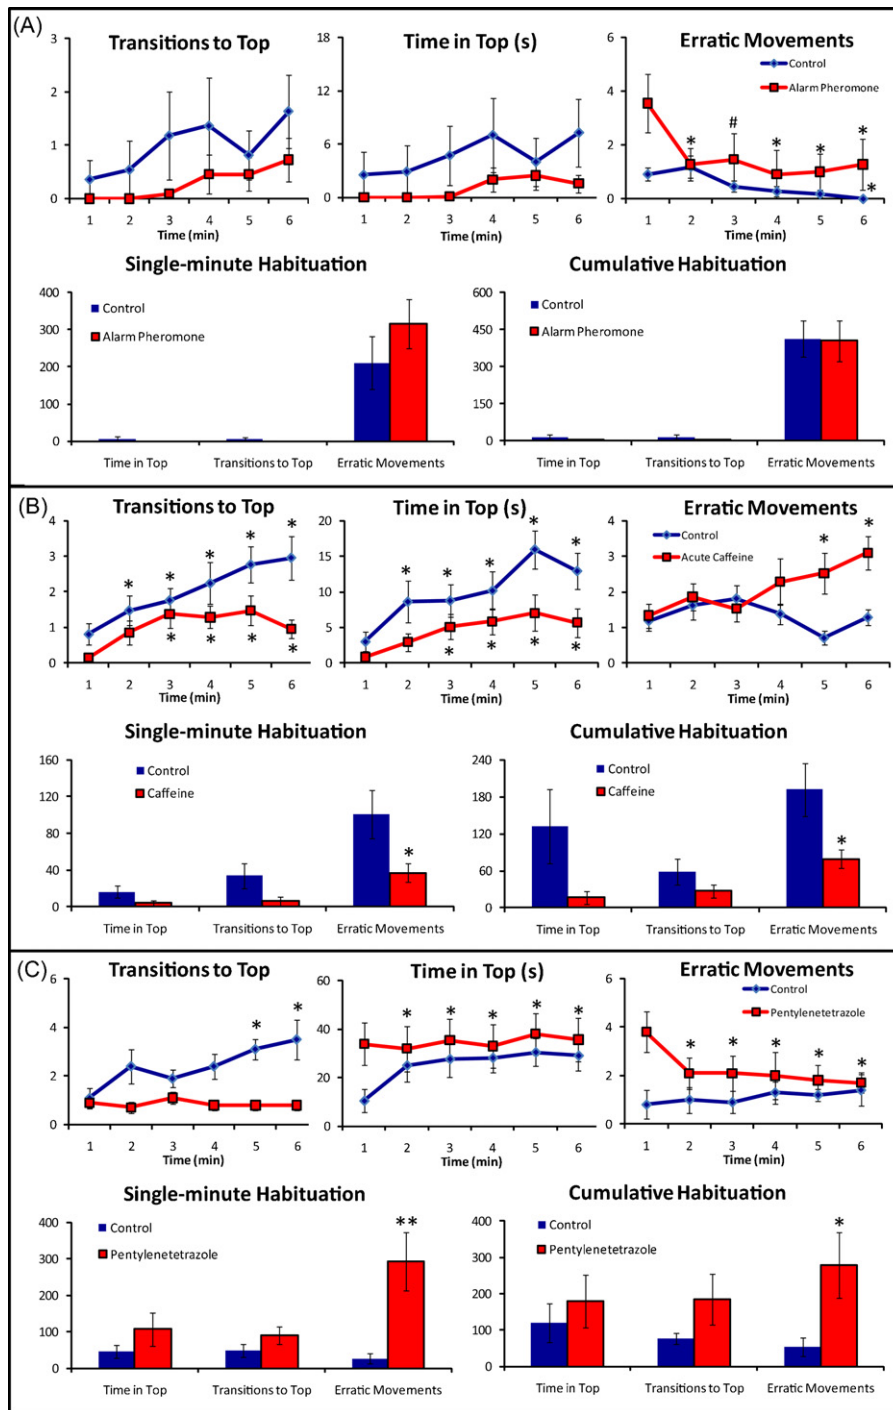 (A)
Transitions to Top
3
2
1
0
1 2 3 4 5 6
Time (min)
Time in Top (s)
18
12
6
0
1 2 3 4 5 6
Time (min)
Erratic Movements
6
4
2
0
Control
Alarm Pheromone
* # * * * *
1 2 3 4 5 6
Time (min)
Single-minute Habituation
400
300
200
100
0
Control
Alarm Pheromone
Time in Top Transitions to Top Erratic Movements
Cumulative Habituation
600
450
300
150
0
Control
Alarm Pheromone
Time in Top Transitions to Top Erratic Movements
(B)
Transitions to Top
4
3
2
1
0
* * * * *
* * * *
1 2 3 4 5 6
Time (min)
Time in Top (s)
20
15
10
5
0
* * * * *
* * * *
1 2 3 4 5 6
Time (min)
Erratic Movements
4
3
2
1
0
Control
Acute Caffeine
* *
1 2 3 4 5 6
Time (min)
Single-minute Habituation
160
120
80
40
0
Control
Caffeine
*
Time in Top Transitions to Top Erratic Movements
Cumulative Habituation
240
180
120
60
0
Control
Caffeine
*
Time in Top Transitions to Top Erratic Movements
(C)
Transitions to Top
6
4
2
0
* *
1 2 3 4 5 6
Time (min)
Time in Top (s)
60
40
20
0
* * * * *
1 2 3 4 5 6
Time (min)
Erratic Movements
6
4
2
0
Control
Pentylenetetrazole
* * * * *
1 2 3 4 5 6
Time (min)
Single-minute Habituation
400
300
200
100
0
Control
Pentylenetetrazole
**
Time in Top Transitions to Top Erratic Movements
Cumulative Habituation
400
300
200
100
0
Control
Pentylenetetrazole
*
Time in Top Transitions to Top Erratic Movements